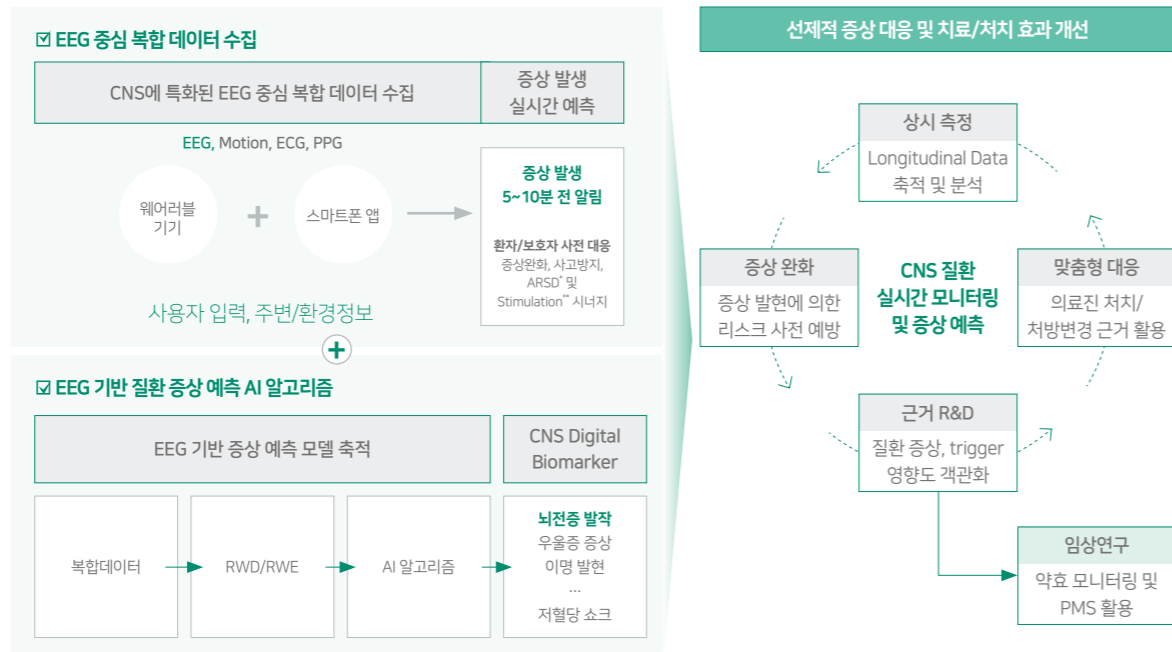 ☑ EEG 중심 복합 데이터 수집
CNS에 특화된 EEG 중심 복합 데이터 수집
증상 발생
실시간 예측
EEG, Motion, ECG, PPG
웨어러블
기기
+
스마트폰 앱
증상 발생
5~10분 전 알림
환자/보호자 사전 대응
증상완화, 사고방지,
ARSD* 및
Stimulation** 시너지
사용자 입력, 주변/환경정보
+
☑ EEG 기반 질환 증상 예측 AI 알고리즘
EEG 기반 증상 예측 모델 축적
CNS Digital
Biomarker
복합데이터
RWD/RWE
AI 알고리즘
뇌전증 발작
우울증 증상
이명 발현
...
저혈당 쇼크
선제적 증상 대응 및 치료/처치 효과 개선
상시 측정
Longitudinal Data
축적 및 분석
증상 완화
증상 발현에 의한
리스크 사전 예방
CNS 질환
실시간 모니터링
및 증상 예측
맞춤형 대응
의료진 처치/
처방변경 근거 활용
근거 R&D
질환 증상, trigger
영향도 객관화
임상연구
약효 모니터링 및
PMS 활용